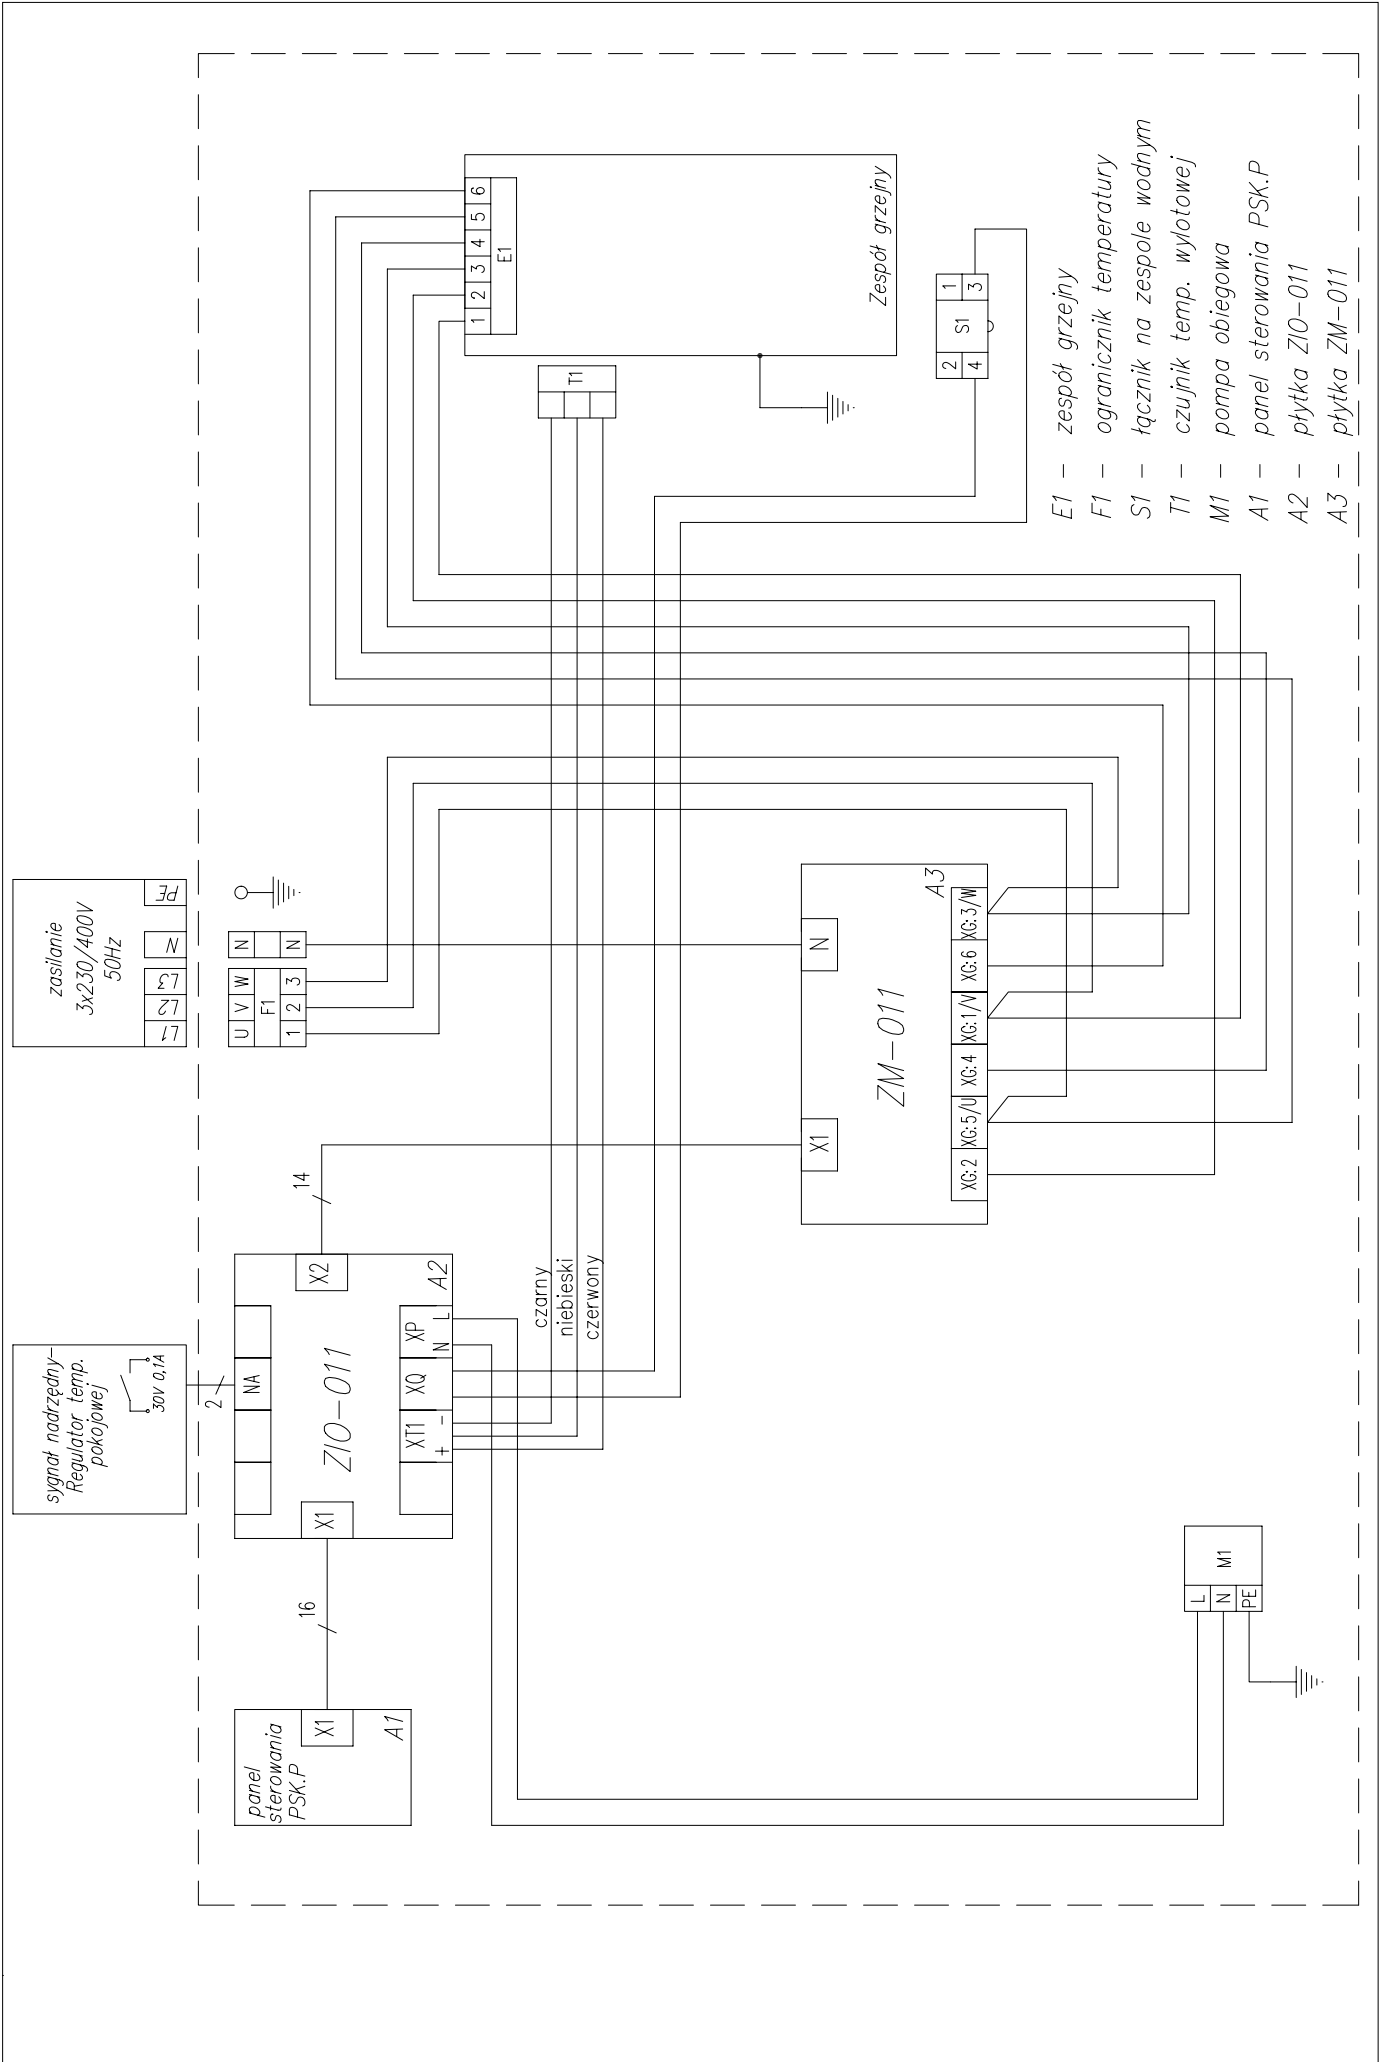 sygnał nadrzędny–
Regulator temp.
pokojowej
30V 0,1A
zasilanie
3x230/400V
50Hz
L1
L2
L3
N
PE
2
panel
sterowania
PSK.P
X1
A1
16
X1
NA
ZIO–011
X2
A2
XT1
XQ
XP
+
–
N
L
14
U
V
W
N
F1
1
2
3
N
czarny
niebieski
czerwony
X1
N
ZM–011
A3
XG:2
XG:5/U
XG:4
XG:1/V
XG:6
XG:3/W
1
2
3
4
5
6
E1
T1
Zespół grzejny
2
4
S1
1
3
M1
L
N
PE
E1 – zespół grzejny
F1 – ogranicznik temperatury
S1 – łącznik na zespole wodnym
T1 – czujnik temp. wylotowej
M1 – pompa obiegowa
A1 – panel sterowania PSK.P
A2 – płytka ZIO–011
A3 – płytka ZM–011